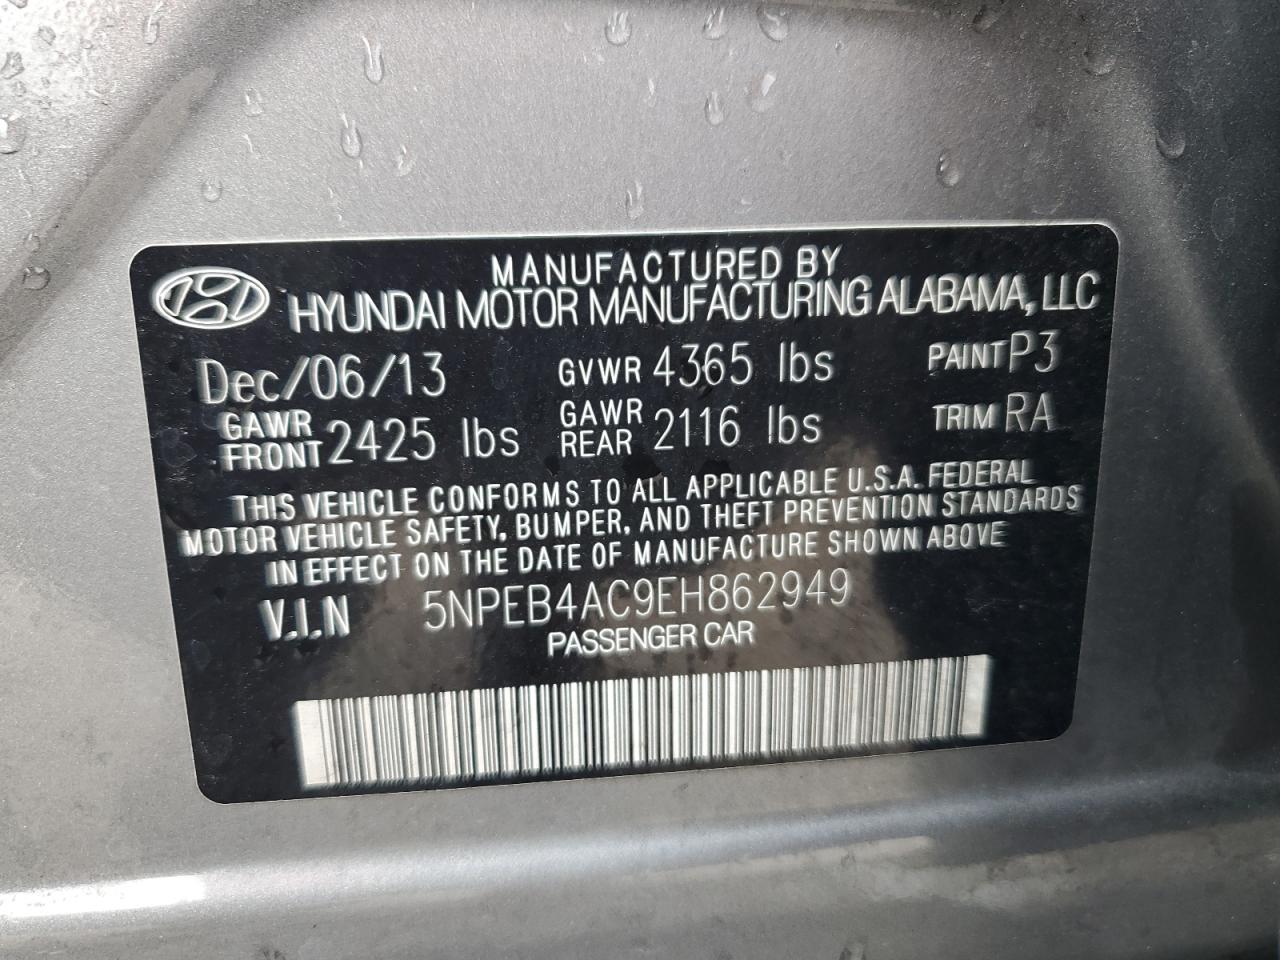 MANUFACTURED BY
HYUNDAI MOTOR MANUFACTURING ALABAMA, LLC
Dec/06/13 GVWR 4365 lbs PAINT P3
GAWR FRONT 2425 lbs GAWR REAR 2116 lbs TRIM RA
THIS VEHICLE CONFORMS TO ALL APPLICABLE U.S.A. FEDERAL
MOTOR VEHICLE SAFETY, BUMPER, AND THEFT PREVENTION STANDARDS
IN EFFECT ON THE DATE OF MANUFACTURE SHOWN ABOVE
V.I.N 5NPEB4AC9EH862949
PASSENGER CAR